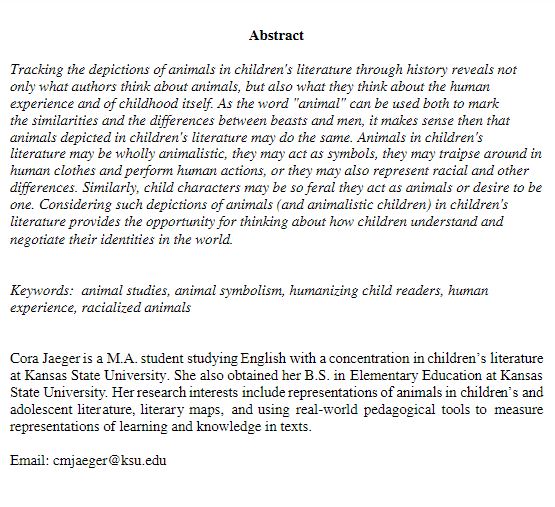 Abstract
Tracking the depictions of animals in children's literature through history reveals not
only what authors think about animals, but also what they think about the human
experience and of childhood itself. As the word "animal" can be used both to mark
the similarities and the differences between beasts and men, it makes sense then that
animals depicted in children's literature may do the same. Animals in children's
literature may be wholly animalistic, they may act as symbols, they may traipse around in
human clothes and perform human actions, or they may also represent racial and other
differences. Similarly, child characters may be so feral they act as animals or desire to be
one. Considering such depictions of animals (and animalistic children) in children's
literature provides the opportunity for thinking about how children understand and
negotiate their identities in the world.
Keywords: animal studies, animal symbolism, humanizing child readers, human
experience, racialized animals
Cora Jaeger is a M.A. student studying English with a concentration in children’s literature
at Kansas State University. She also obtained her B.S. in Elementary Education at Kansas
State University. Her research interests include representations of animals in children’s and
adolescent literature, literary maps, and using real-world pedagogical tools to measure
representations of learning and knowledge in texts.
Email: cmjaeger@ksu.edu